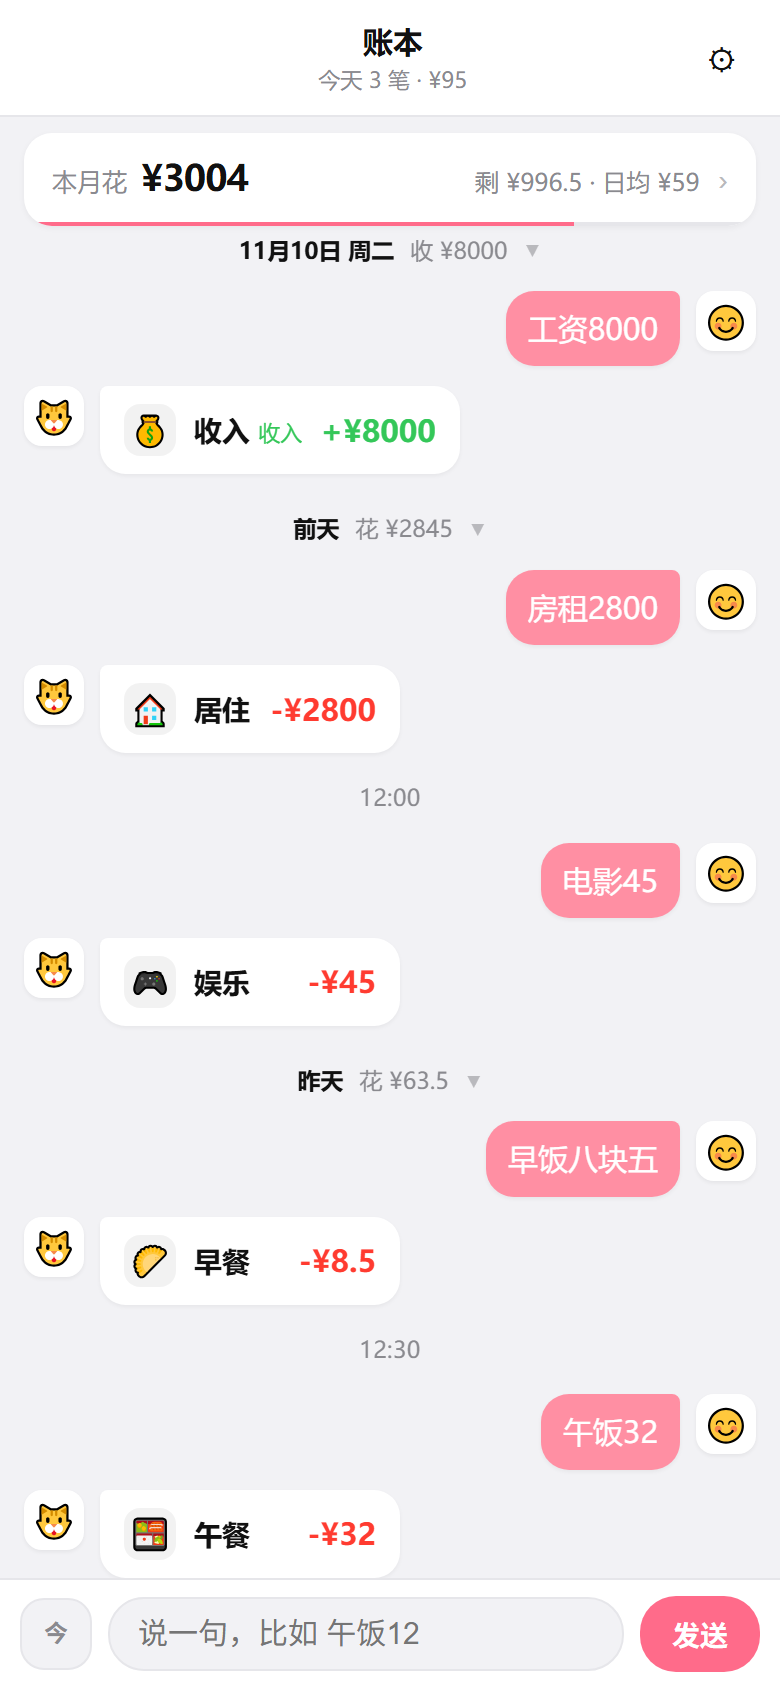 账本
今天 3 笔 · ¥95
本月花 ¥3004 剩 ¥996.5 · 日均 ¥59 ›
11月10日 周二 收 ¥8000 ▼
工资8000
收入 收入 +¥8000
前天 花 ¥2845 ▼
房租2800
居住 -¥2800
12:00
电影45
娱乐 -¥45
昨天 花 ¥63.5 ▼
早饭八块五
早餐 -¥8.5
12:30
午饭32
午餐 -¥32
今 说一句，比如 午饭12 发送